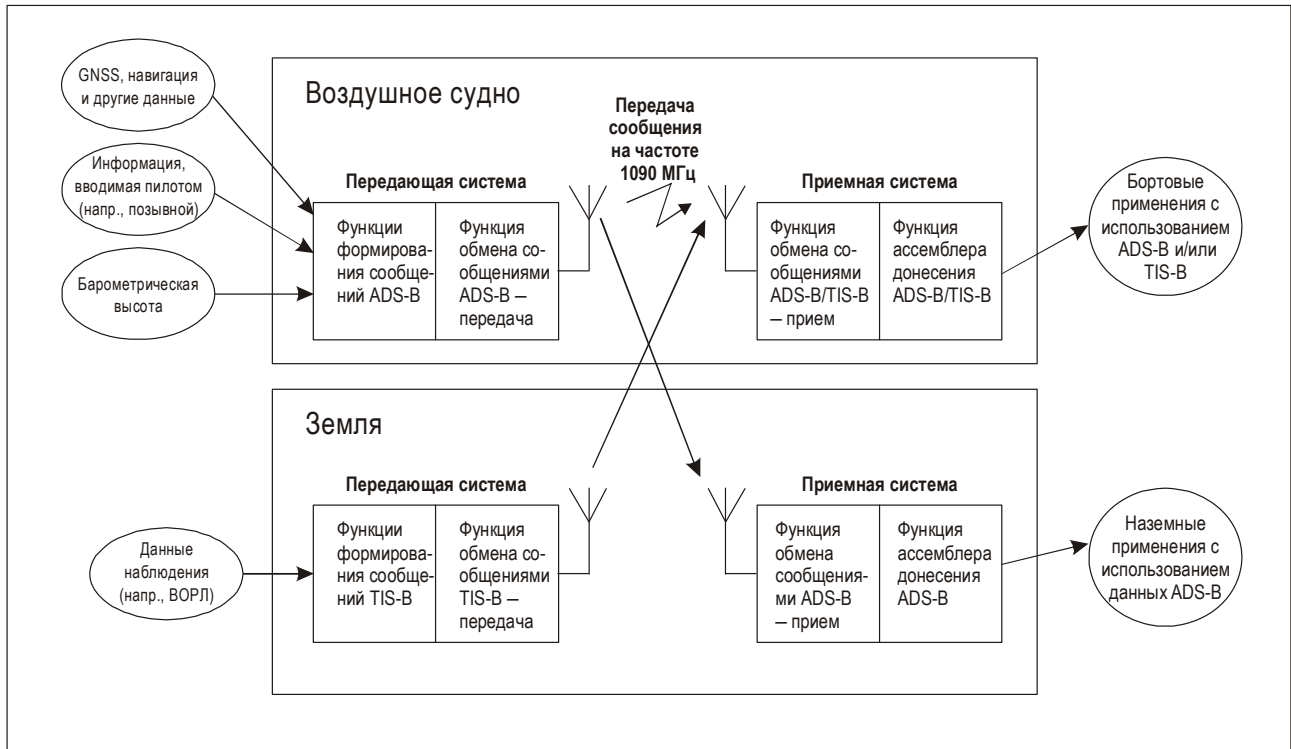 GNSS, навигация
и другие данные
Информация,
вводимая пилотом
(напр., позывной)
Барометрическая
высота
Воздушное судно
Передача
сообщения
на частоте
1090 МГц
Передающая система
Функции
формирова-
ния сообще-
ний ADS-B
Функция
обмена со-
общениями
ADS-B –
передача
Приемная система
Функция
обмена со-
общениями
ADS-B/TIS-B
– прием
Функция
ассемблера
донесения
ADS-B/TIS-B
Бортовые
применения с
использованием
ADS-B и/или
TIS-B
Земля
Данные
наблюдения
(напр., ВОРЛ)
Передающая система
Функции
формирова-
ния сообще-
ний TIS-B
Функция
обмена со-
общениями
TIS-B –
передача
Приемная система
Функция
обмена
сообщения-
ми ADS-B
– прием
Функция
ассемблера
донесения
ADS-B
Наземные
применения с
использованием
данных ADS-B